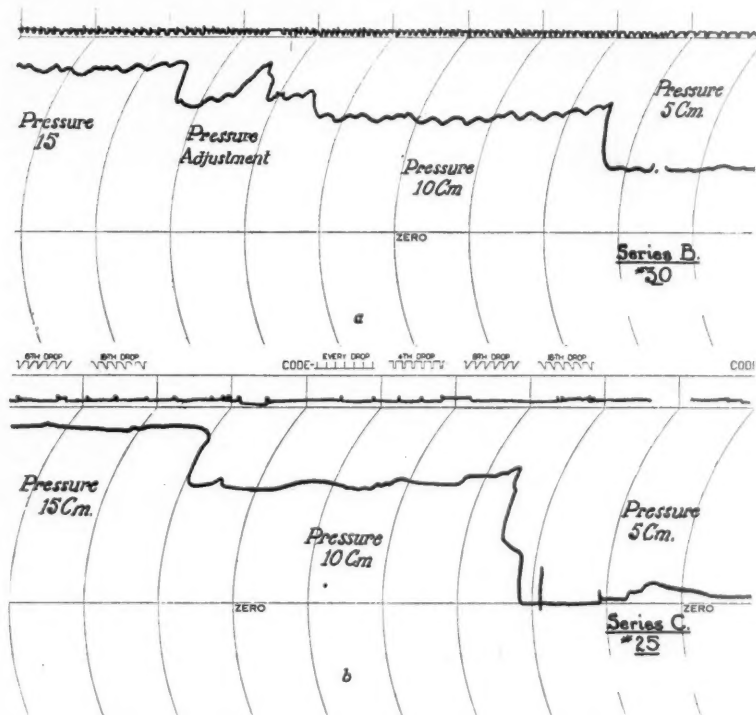 Pressure
15
Pressure
Adjustment
Pressure
10 Cm
Pressure
5 Cm
ZERO
Series B.
#30
a
6TH DROP
16TH DROP
CODE-
EVERY DROP
4TH DROP
8TH DROP
16TH DROP
COD
Pressure
15 Cm.
Pressure
10 Cm
Pressure
5 Cm.
ZERO
ZERO
Series C.
#25
b